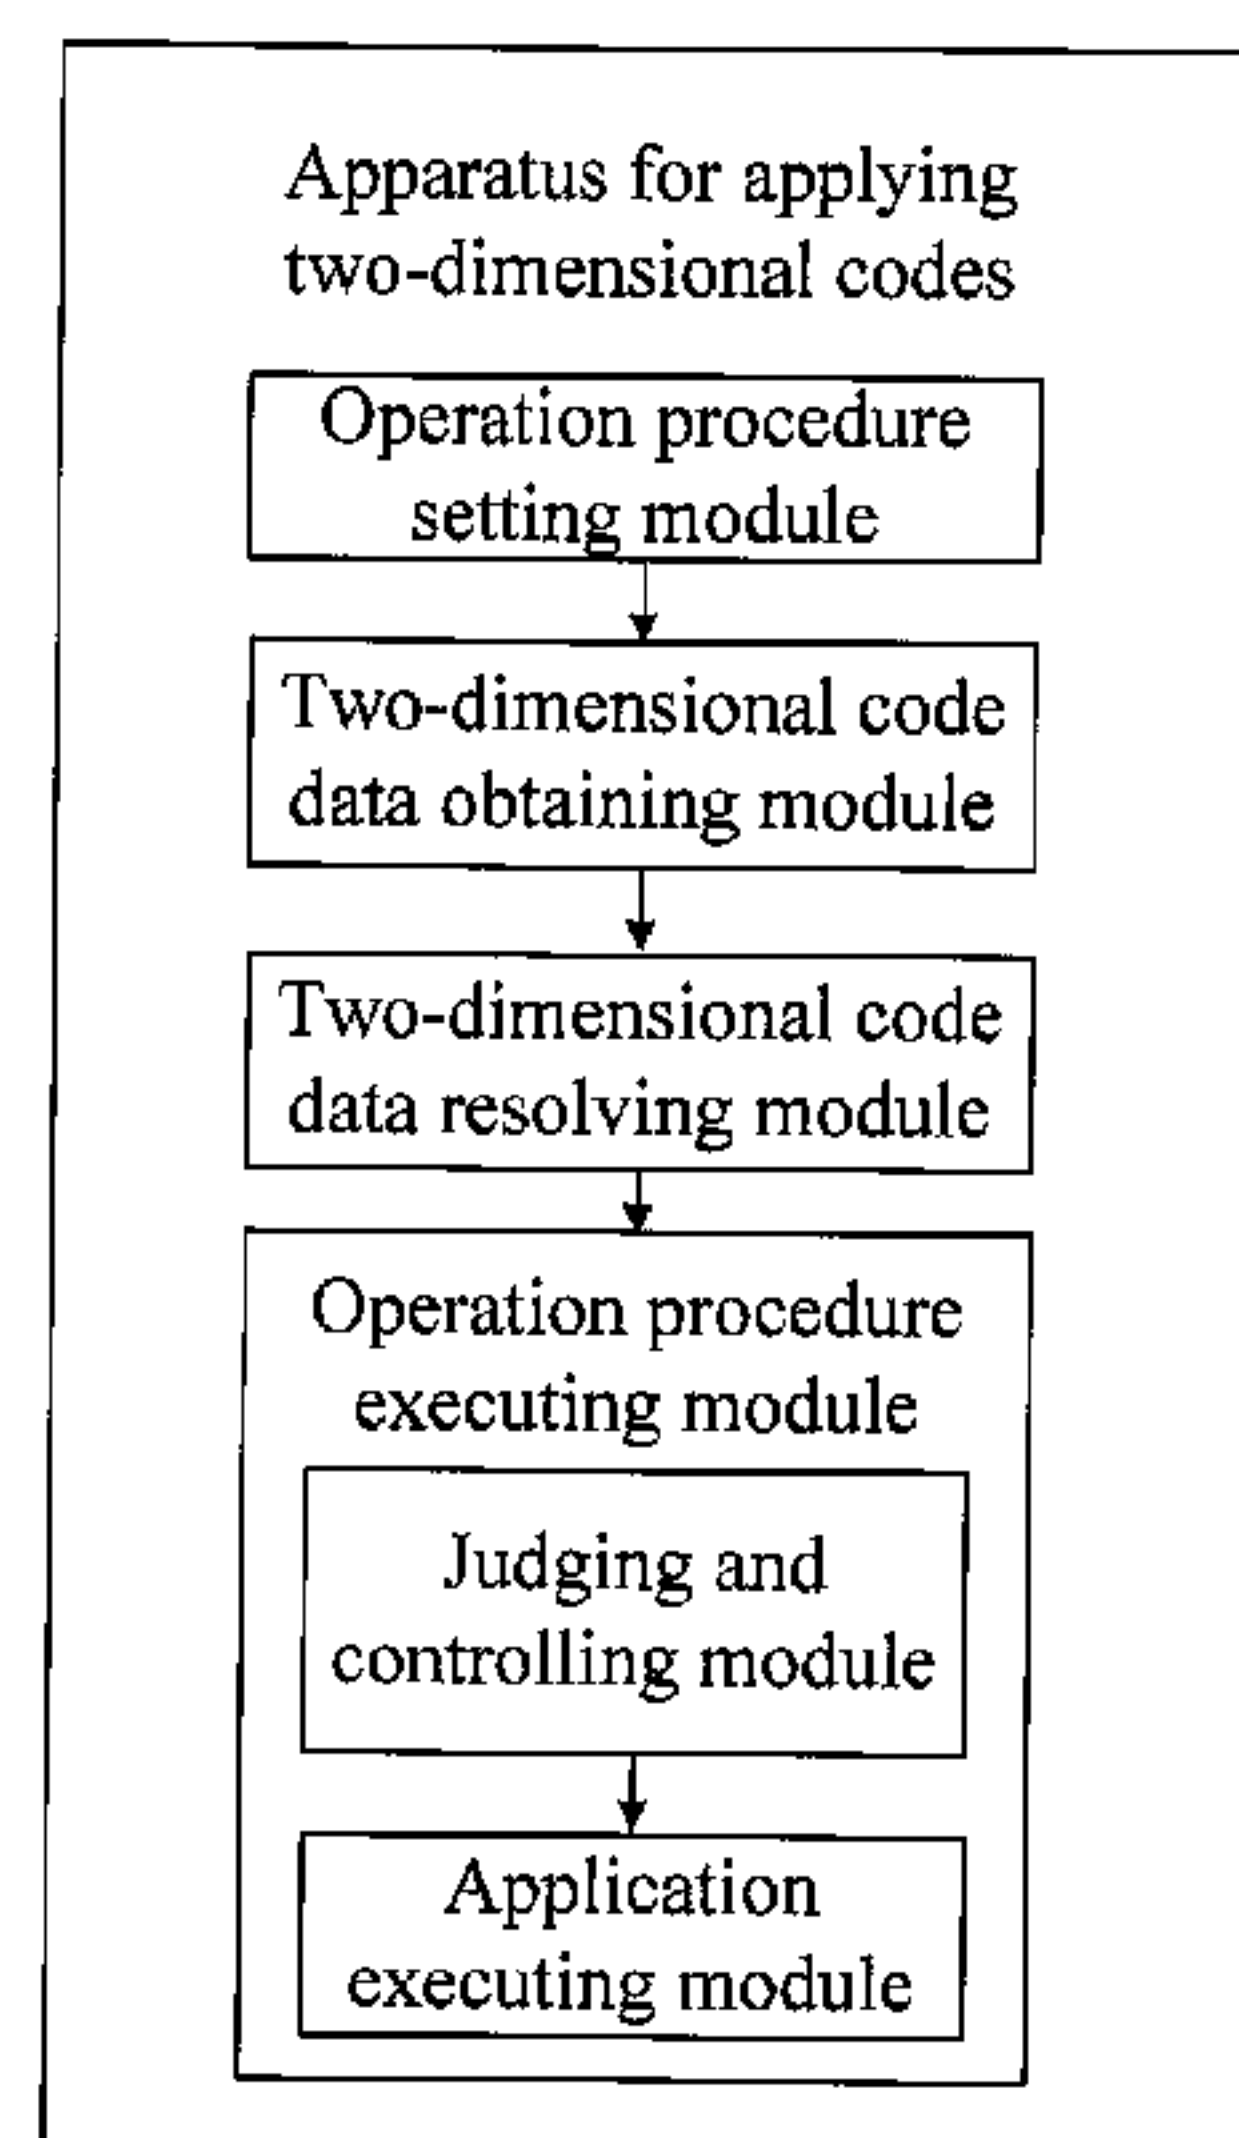 Apparatus for applying
two-dimensional codes
Operation procedure
setting module
Two-dimensional code
data obtaining module
Two-dimensional code
data resolving module
Operation procedure
executing module
Judging and
controlling module
Application
executing module